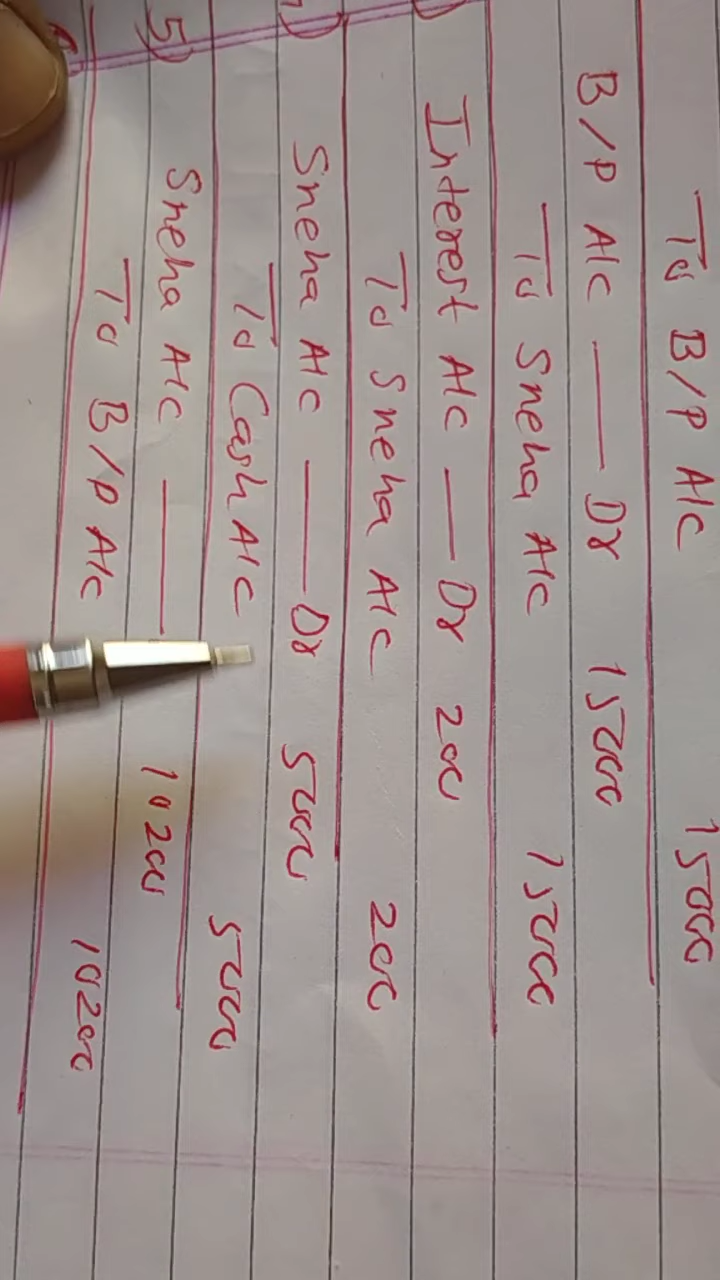 To B/P A/c 15000
B/P A/c — Dr 15000
To Sneha A/c 15000
Interest A/c — Dr 200
To Sneha A/c 200
Sneha A/c — Dr 5000
To Cash A/c 5000
5) Sneha A/c — 10200
To B/P A/c 10200